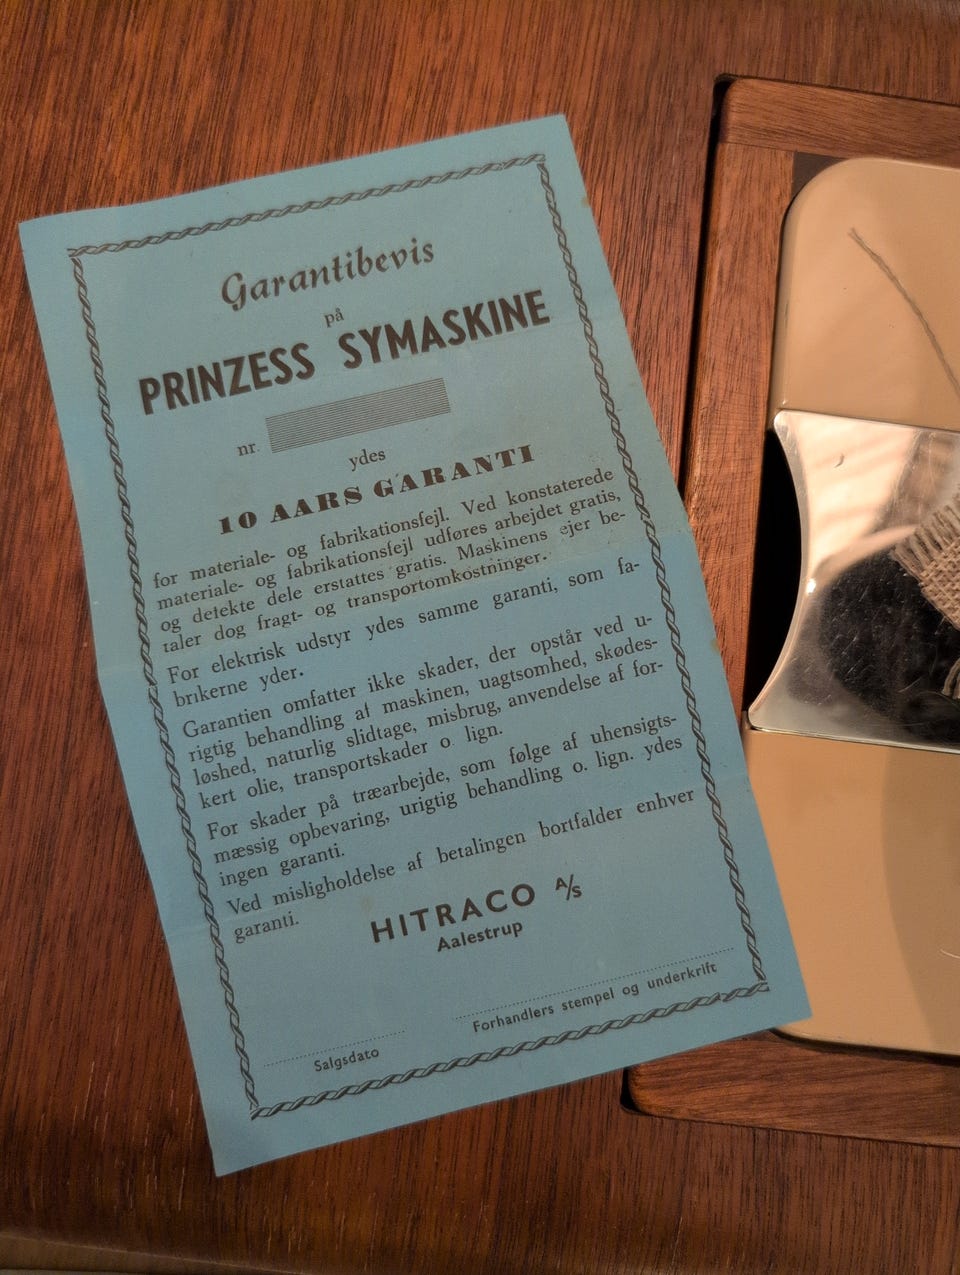 Garantibevis
på
PRINZESS SYMASKINE
nr.
ydes
10 AARS GARANTI
for materiale- og fabrikationsfejl. Ved konstaterede
materiale- og fabrikationsfejl udføres arbejdet gratis,
og defekte dele erstattes gratis. Maskinens ejer be-
taler dog fragt- og transportomkostninger.
For elektrisk udstyr ydes samme garanti, som fa-
brikerne yder.
Garantien omfatter ikke skader, der opstår ved u-
rigtig behandling af maskinen, uagtsomhed, skødes-
løshed, naturlig slidtage, misbrug, anvendelse af for-
kert olie, transportskader o. lign.
For skader på træarbejde, som følge af uhensigts-
mæssig opbevaring, urigtig behandling o. lign. ydes
ingen garanti.
Ved misligholdelse af betalingen bortfalder enhver
garanti.
HITRACO A/S
Aalestrup
Salgsdato
Forhandlers stempel og underkrift